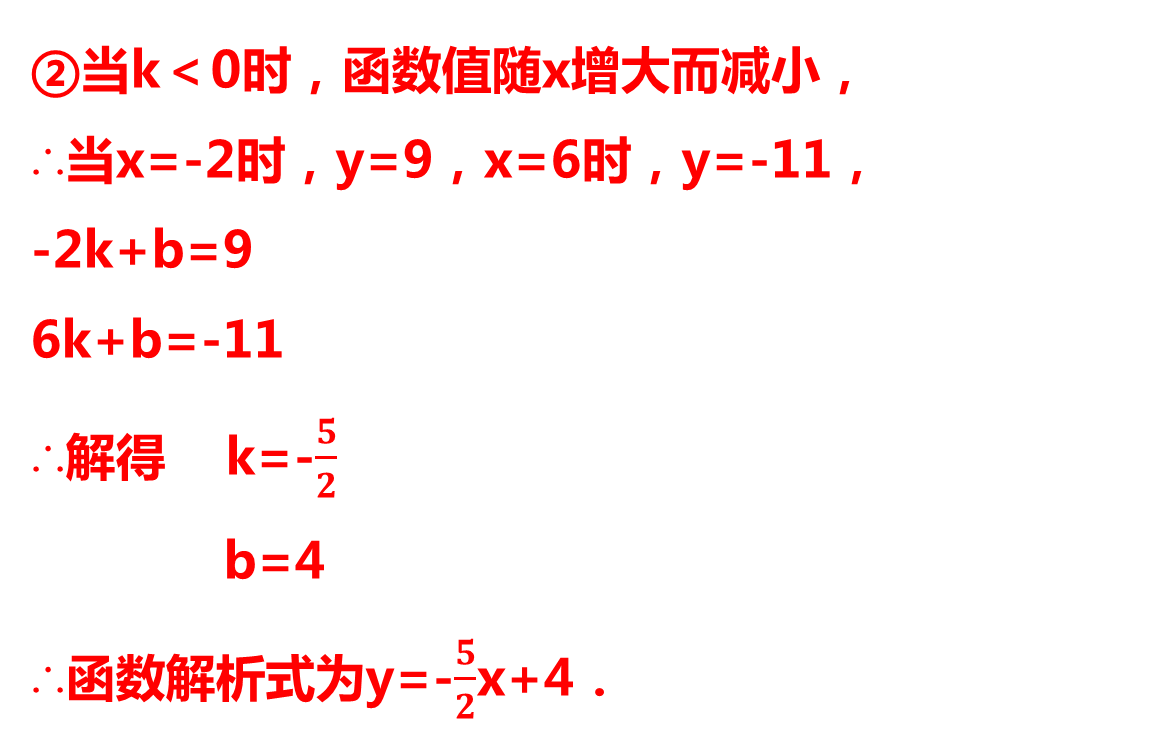 ②当k＜0时，函数值随x增大而减小，
∴当x=-2时，y=9，x=6时，y=-11，
-2k+b=9
6k+b=-11
∴解得 k=-5/2
b=4
∴函数解析式为y=-5/2x+4．